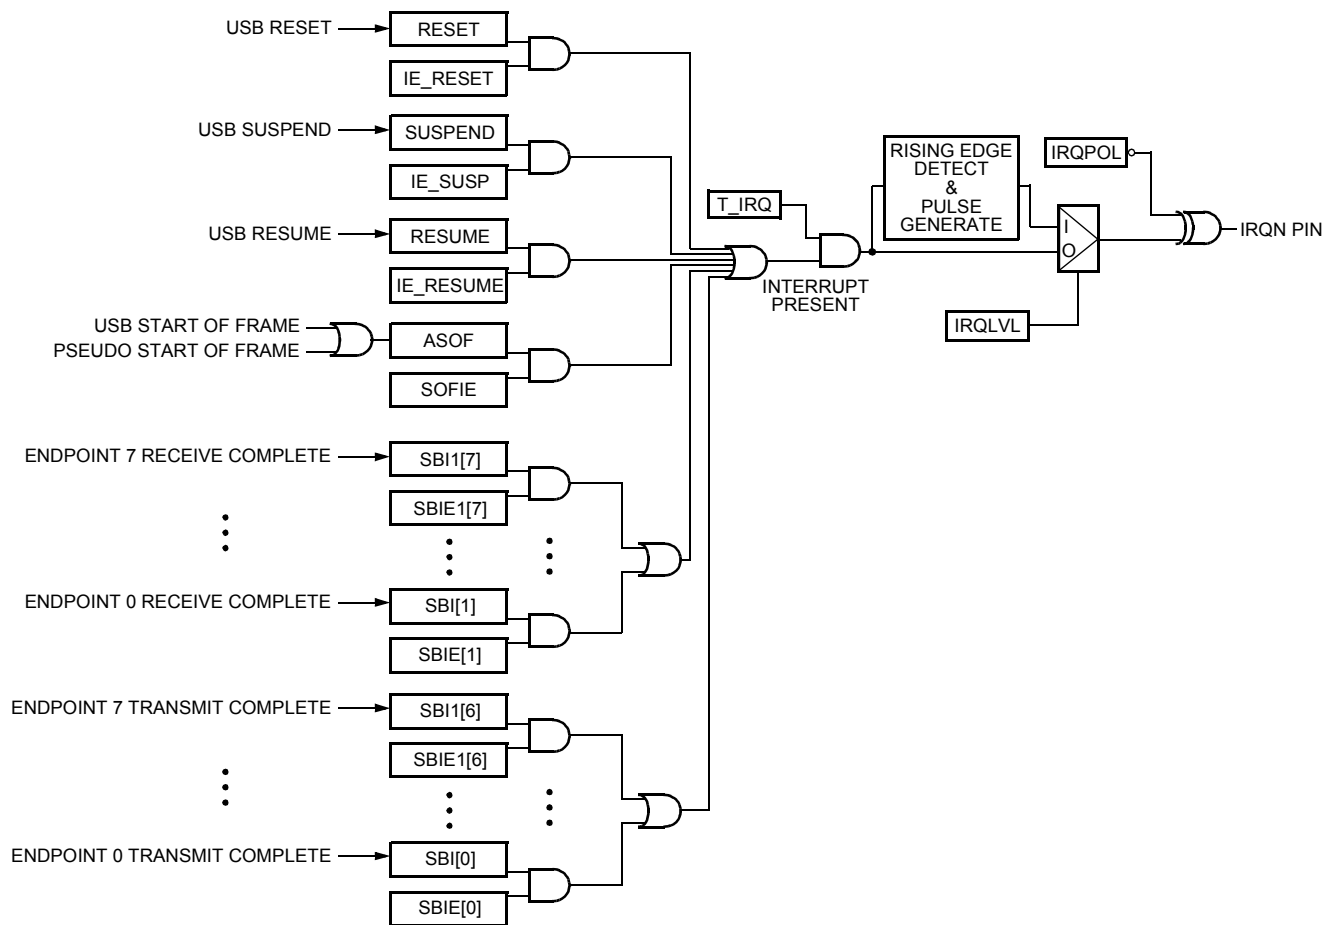 USB RESET
RESET
IE_RESET
USB SUSPEND
SUSPEND
IE_SUSP
USB RESUME
RESUME
IE_RESUME
USB START OF FRAME
PSEUDO START OF FRAME
ASOF
SOFIE
ENDPOINT 7 RECEIVE COMPLETE
SBI1[7]
SBIE1[7]
ENDPOINT 0 RECEIVE COMPLETE
SBI[1]
SBIE[1]
ENDPOINT 7 TRANSMIT COMPLETE
SBI1[6]
SBIE1[6]
ENDPOINT 0 TRANSMIT COMPLETE
SBI[0]
SBIE[0]
T_IRQ
INTERRUPT
PRESENT
RISING EDGE
DETECT
&
PULSE
GENERATE
IRQPOL
I
O
IRQLVL
IRQN PIN